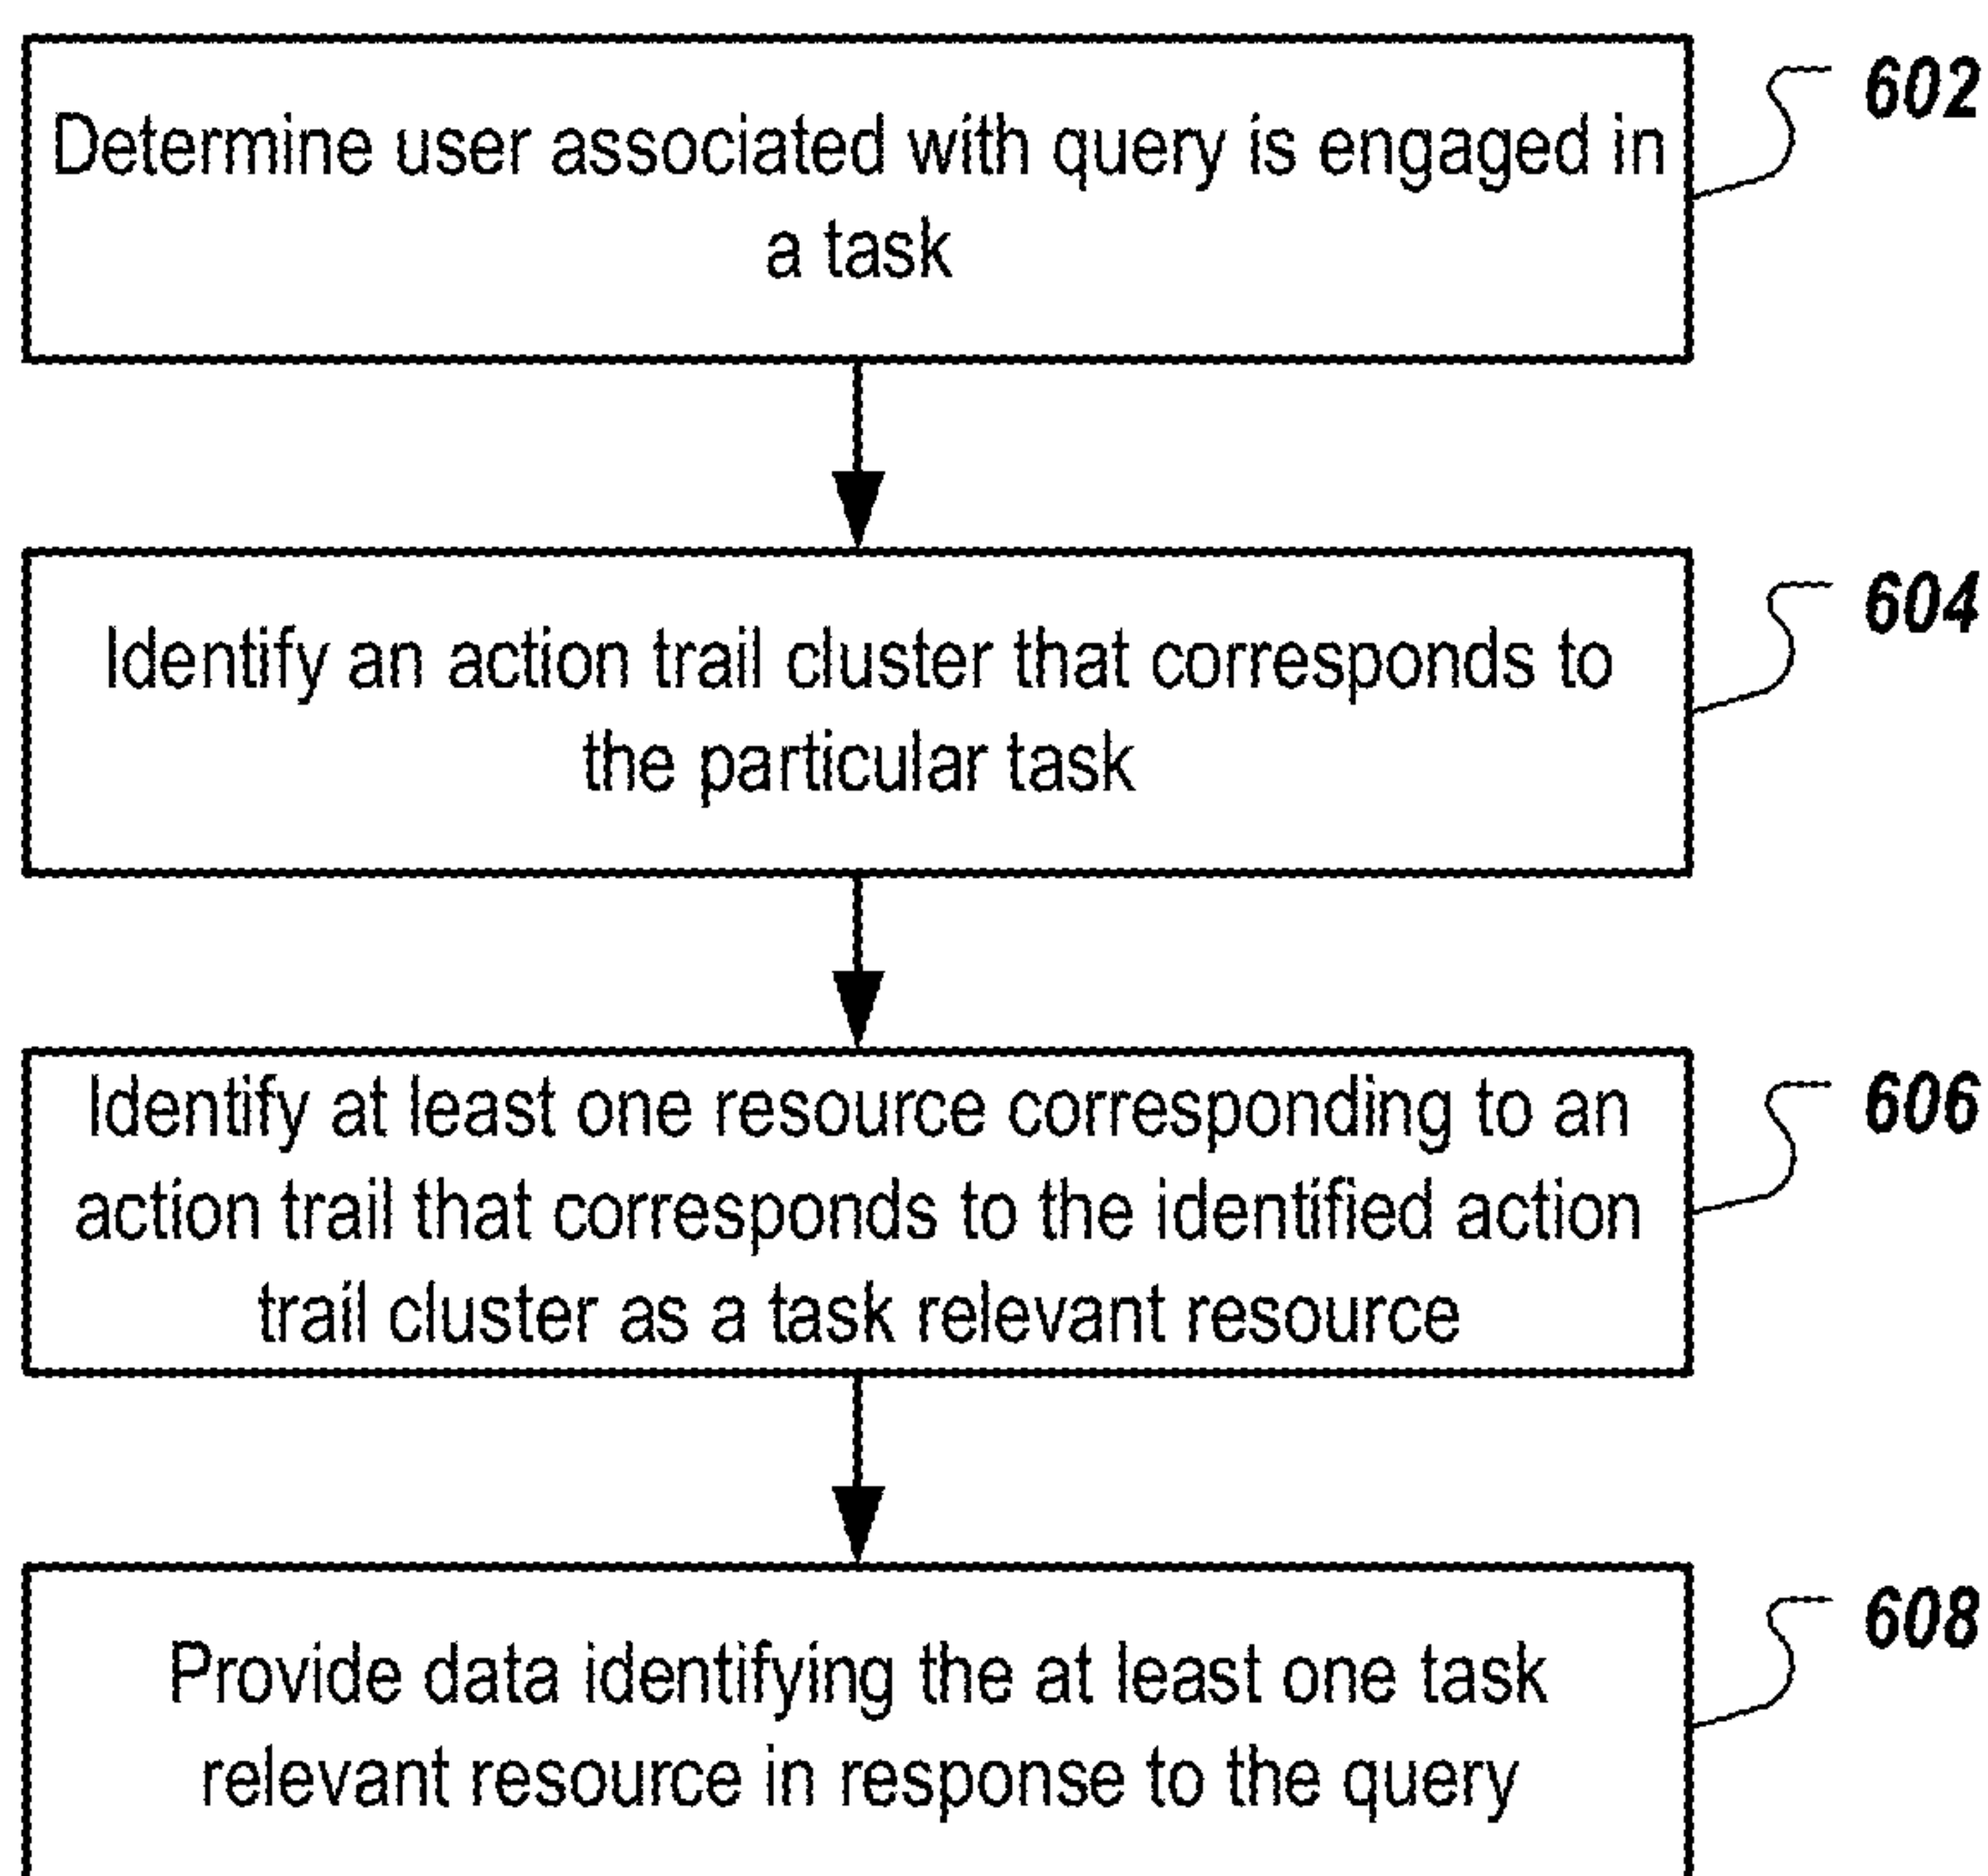 Determine user associated with query is engaged in
a task
602
Identify an action trail cluster that corresponds to
the particular task
604
Identify at least one resource corresponding to an
action trail that corresponds to the identified action
trail cluster as a task relevant resource
606
Provide data identifying the at least one task
relevant resource in response to the query
608